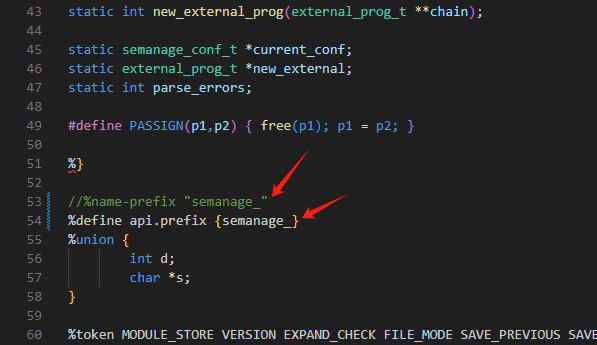 43 static int new_external_prog(external_prog_t **chain);
44
45 static semanage_conf_t *current_conf;
46 static external_prog_t *new_external;
47 static int parse_errors;
48
49 #define PASSIGN(p1,p2) { free(p1); p1 = p2; }
50
51 %}
52
53 //%name-prefix "semanage_"
54 %define api.prefix {semanage_}
55 %union {
56         int d;
57         char *s;
58 }
59
60 %token MODULE_STORE VERSION EXPAND_CHECK FILE_MODE SAVE_PREVIOUS SAVE